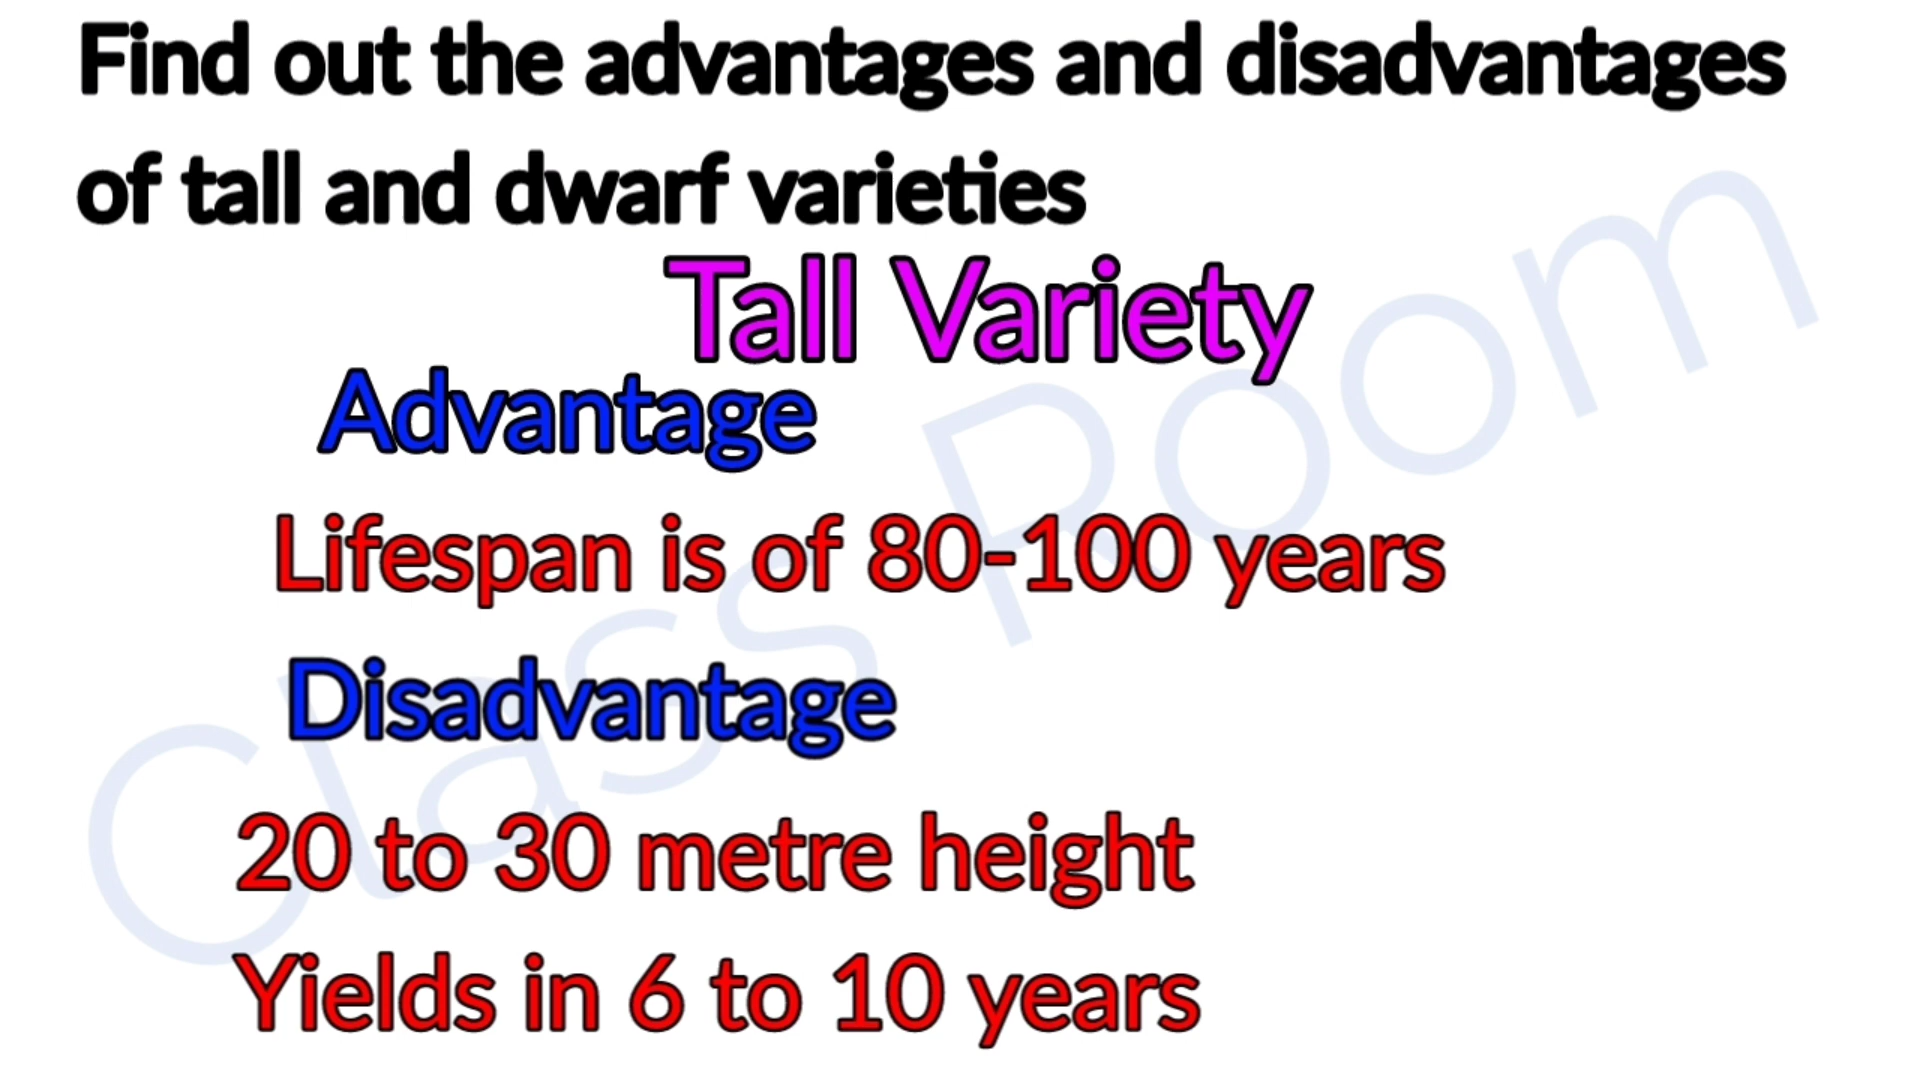 Find out the advantages and disadvantages
of tall and dwarf varieties
Tall Variety
Advantage
Lifespan is of 80-100 years
Disadvantage
20 to 30 metre height
Yields in 6 to 10 years
Class Room